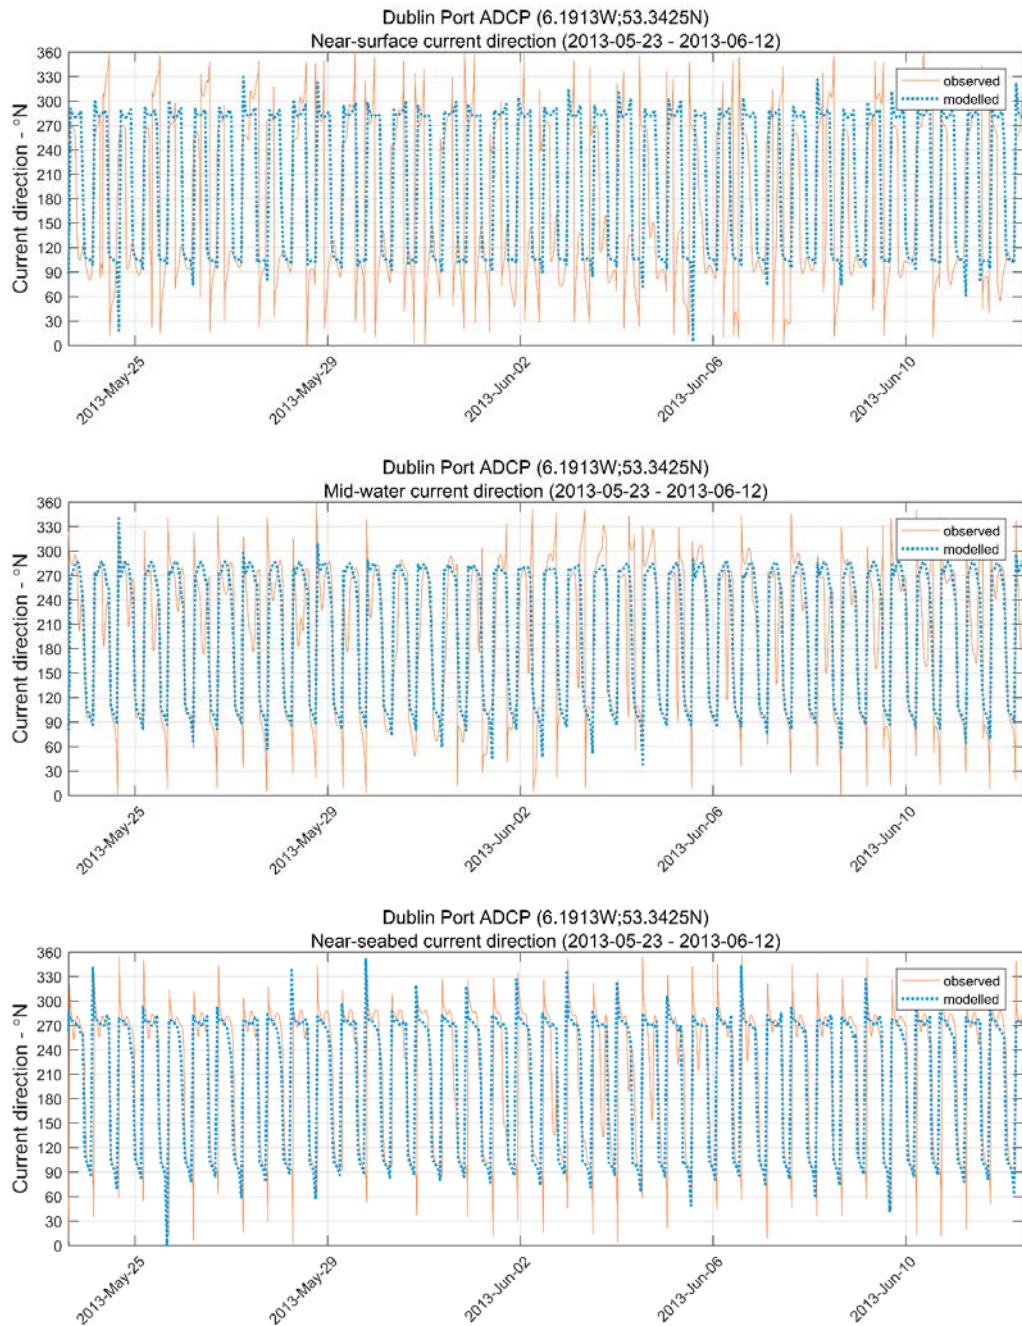 Dublin Port ADCP (6.1913W;53.3425N)
Near-surface current direction (2013-05-23 - 2013-06-12)
360
330
300
270
240
210
180
150
120
90
60
30
0
Current direction - °N
observed
modelled
2013-May-25
2013-May-29
2013-Jun-02
2013-Jun-06
2013-Jun-10
Dublin Port ADCP (6.1913W;53.3425N)
Mid-water current direction (2013-05-23 - 2013-06-12)
360
330
300
270
240
210
180
150
120
90
60
30
0
Current direction - °N
observed
modelled
2013-May-25
2013-May-29
2013-Jun-02
2013-Jun-06
2013-Jun-10
Dublin Port ADCP (6.1913W;53.3425N)
Near-seabed current direction (2013-05-23 - 2013-06-12)
360
330
300
270
240
210
180
150
120
90
60
30
0
Current direction - °N
observed
modelled
2013-May-25
2013-May-29
2013-Jun-02
2013-Jun-06
2013-Jun-10